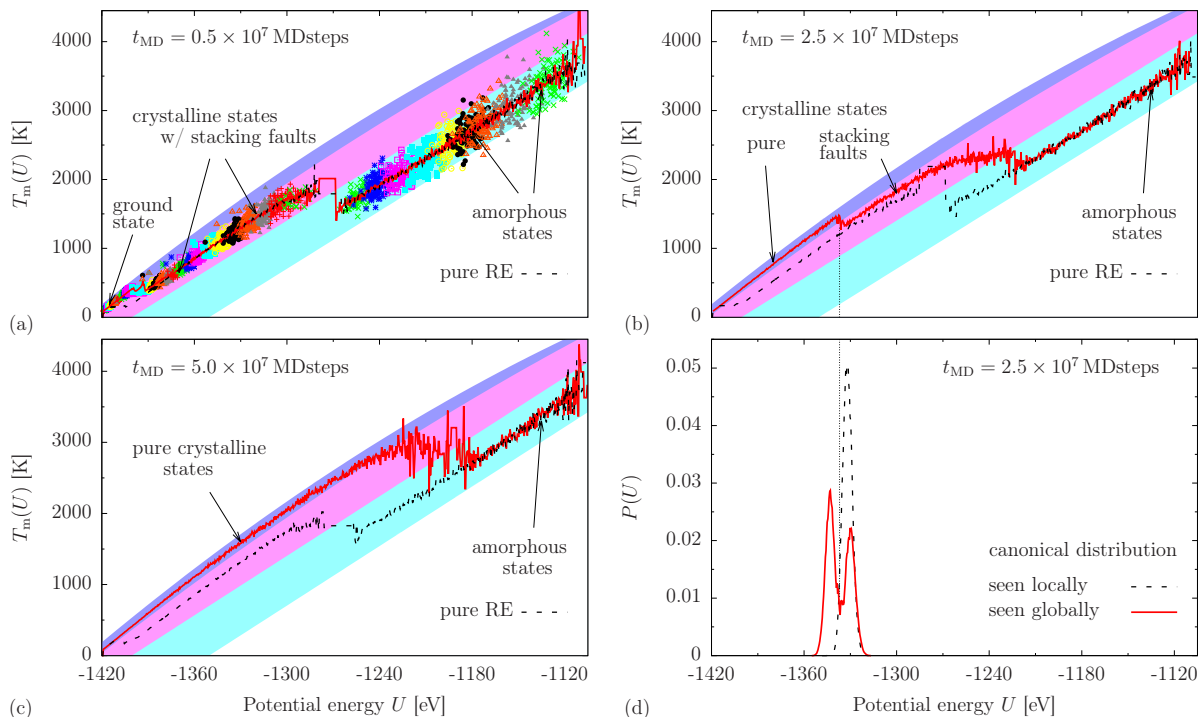 4000
3000
2000
1000
0
T_m(U) [K]
t_MD = 0.5 × 10^7 MDsteps
crystalline states
w/ stacking faults
ground
state
amorphous
states
pure RE
(a)
4000
3000
2000
1000
0
T_m(U) [K]
t_MD = 2.5 × 10^7 MDsteps
crystalline states
pure
stacking
faults
amorphous
states
pure RE
(b)
4000
3000
2000
1000
0
T_m(U) [K]
t_MD = 5.0 × 10^7 MDsteps
pure crystalline
states
amorphous
states
pure RE
-1420 -1360 -1300 -1240 -1180 -1120
Potential energy U [eV]
(c)
0.05
0.04
0.03
0.02
0.01
0
P(U)
t_MD = 2.5 × 10^7 MDsteps
canonical distribution
seen locally
seen globally
-1420 -1360 -1300 -1240 -1180 -1120
Potential energy U [eV]
(d)